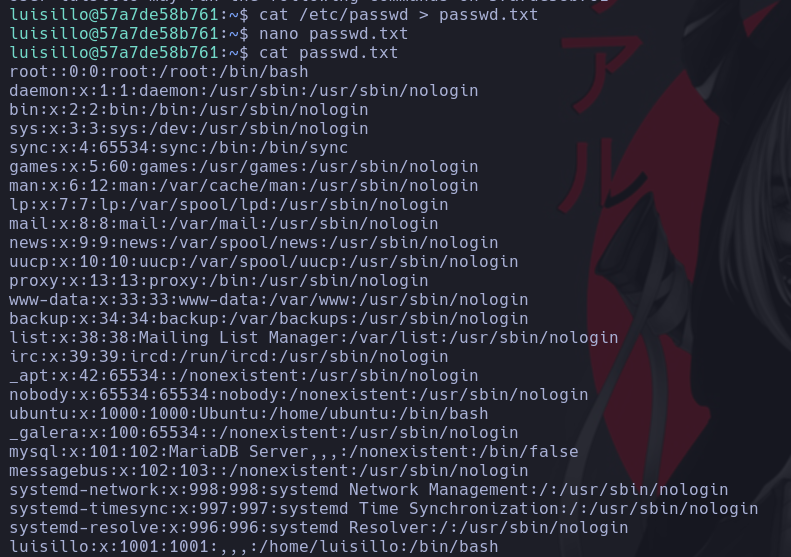 luisillo@57a7de58b761:~$ cat /etc/passwd > passwd.txt
luisillo@57a7de58b761:~$ nano passwd.txt
luisillo@57a7de58b761:~$ cat passwd.txt
root::0:0:root:/root:/bin/bash
daemon:x:1:1:daemon:/usr/sbin:/usr/sbin/nologin
bin:x:2:2:bin:/bin:/usr/sbin/nologin
sys:x:3:3:sys:/dev:/usr/sbin/nologin
sync:x:4:65534:sync:/bin:/bin/sync
games:x:5:60:games:/usr/games:/usr/sbin/nologin
man:x:6:12:man:/var/cache/man:/usr/sbin/nologin
lp:x:7:7:lp:/var/spool/lpd:/usr/sbin/nologin
mail:x:8:8:mail:/var/mail:/usr/sbin/nologin
news:x:9:9:news:/var/spool/news:/usr/sbin/nologin
uucp:x:10:10:uucp:/var/spool/uucp:/usr/sbin/nologin
proxy:x:13:13:proxy:/bin:/usr/sbin/nologin
www-data:x:33:33:www-data:/var/www:/usr/sbin/nologin
backup:x:34:34:backup:/var/backups:/usr/sbin/nologin
list:x:38:38:Mailing List Manager:/var/list:/usr/sbin/nologin
irc:x:39:39:ircd:/run/ircd:/usr/sbin/nologin
_apt:x:42:65534::/nonexistent:/usr/sbin/nologin
nobody:x:65534:65534:nobody:/nonexistent:/usr/sbin/nologin
ubuntu:x:1000:1000:Ubuntu:/home/ubuntu:/bin/bash
_galera:x:100:65534::/nonexistent:/usr/sbin/nologin
mysql:x:101:102:MariaDB Server,,,:/nonexistent:/bin/false
messagebus:x:102:103::/nonexistent:/usr/sbin/nologin
systemd-network:x:998:998:systemd Network Management:/:/usr/sbin/nologin
systemd-timesync:x:997:997:systemd Time Synchronization:/:/usr/sbin/nologin
systemd-resolve:x:996:996:systemd Resolver:/:/usr/sbin/nologin
luisillo:x:1001:1001:,,,:/home/luisillo:/bin/bash
アル